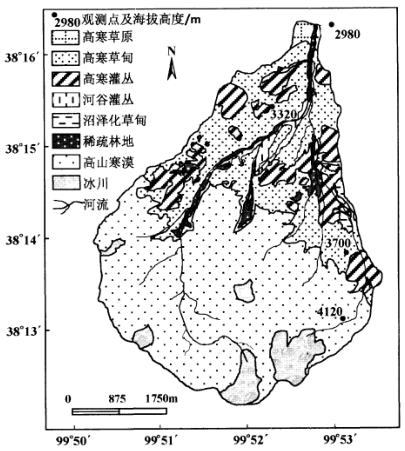 •2980 观测点及海拔高度/m
高寒草原
高寒草甸
高寒灌丛
河谷灌丛
沼泽化草甸
稀疏林地
高山寒漠
冰川
河流
N
2980
3320
3700
4120
38°16′
38°15′
38°14′
38°13′
0 875 1750m
99°50′ 99°51′ 99°52′ 99°53′